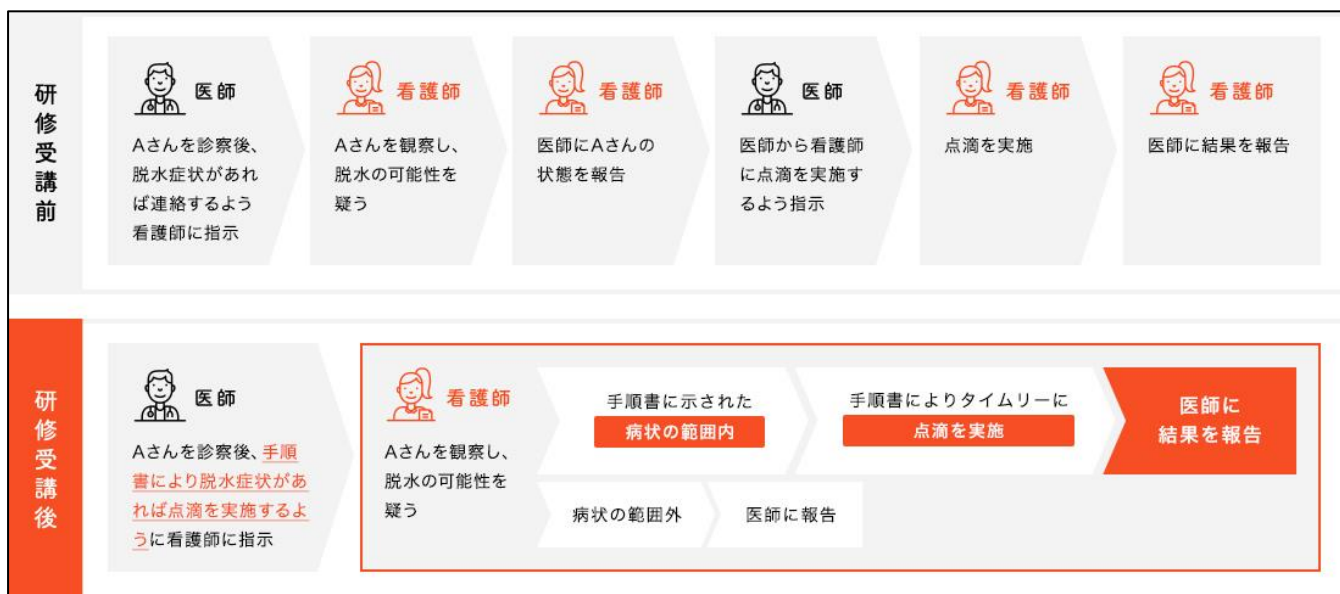 研修受講前
医師
Aさんを診察後、
脱水症状があれ
ば連絡するよう
看護師に指示
看護師
Aさんを観察し、
脱水の可能性を
疑う
看護師
医師にAさんの
状態を報告
医師
医師から看護師
に点滴を実施す
るよう指示
看護師
点滴を実施
看護師
医師に結果を報告
研修受講後
医師
Aさんを診察後、手順
書により脱水症状があ
れば点滴を実施するよ
うに看護師に指示
看護師
Aさんを観察し、
脱水の可能性を
疑う
手順書に示された
病状の範囲内
手順書によりタイムリーに
点滴を実施
医師に
結果を報告
病状の範囲外
医師に報告